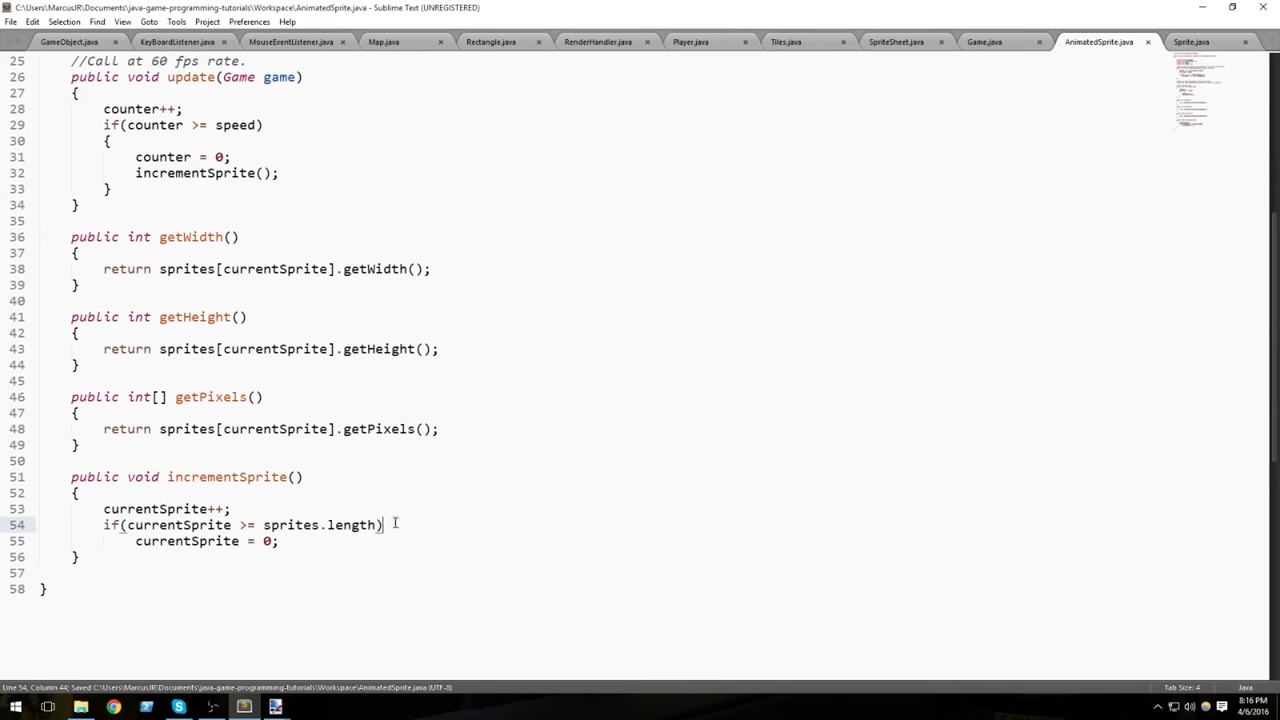 C:\Users\MarcusJR\Documents\java-game-programming-tutorials\Workspace\AnimatedSprite.java - Sublime Text (UNREGISTERED)
File Edit Selection Find View Goto Tools Project Preferences Help
GameObject.java KeyBoardListener.java MouseEventListener.java Map.java Rectangle.java RenderHandler.java Player.java Tiles.java SpriteSheet.java Game.java AnimatedSprite.java Sprite.java
25 //Call at 60 fps rate.
26 public void update(Game game)
27 {
28 counter++;
29 if(counter >= speed)
30 {
31 counter = 0;
32 incrementSprite();
33 }
34 }
35
36 public int getWidth()
37 {
38 return sprites[currentSprite].getWidth();
39 }
40
41 public int getHeight()
42 {
43 return sprites[currentSprite].getHeight();
44 }
45
46 public int[] getPixels()
47 {
48 return sprites[currentSprite].getPixels();
49 }
50
51 public void incrementSprite()
52 {
53 currentSprite++;
54 if(currentSprite >= sprites.length)
55 currentSprite = 0;
56 }
57
58 }
Line 54, Column 44; Saved C:\Users\MarcusJR\Documents\java-game-programming-tutorials\Workspace\AnimatedSprite.java (UTF-8) Tab Size: 4 Java
8:16 PM
4/6/2016